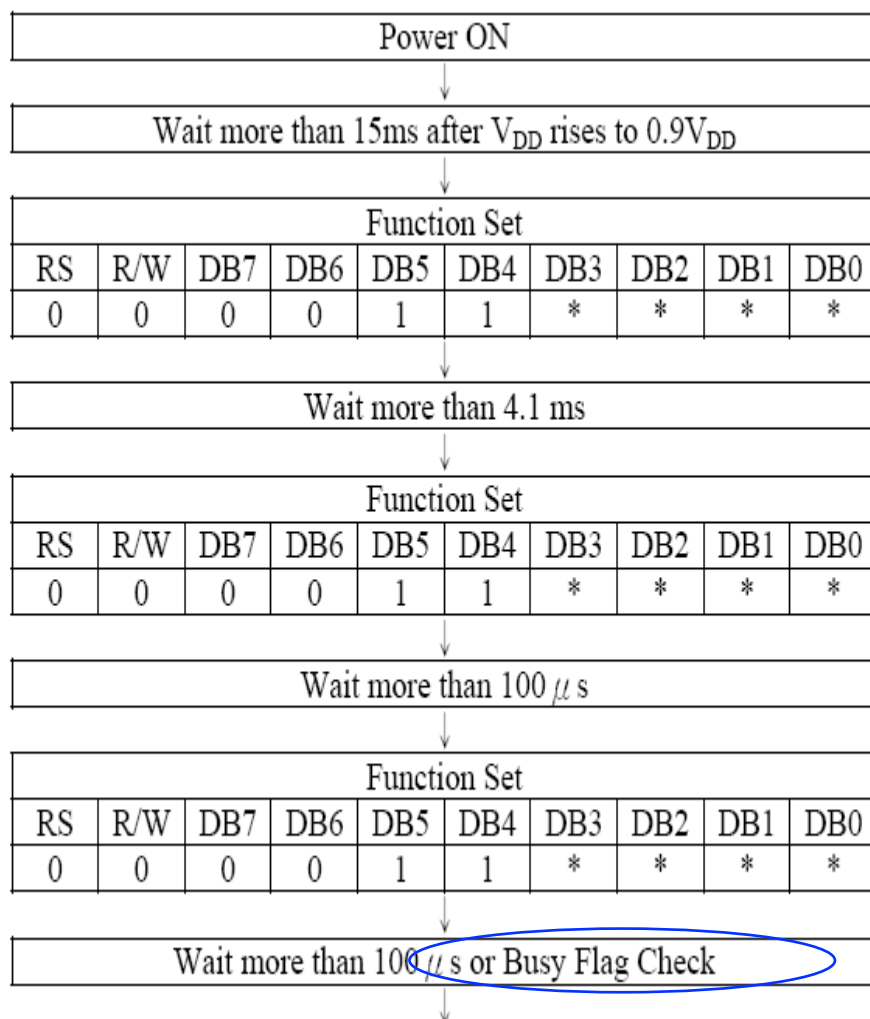 Power ON
Wait more than 15ms after VDD rises to 0.9VDD
Function Set
RS R/W DB7 DB6 DB5 DB4 DB3 DB2 DB1 DB0
0 0 0 0 1 1 * * * *
Wait more than 4.1 ms
Function Set
RS R/W DB7 DB6 DB5 DB4 DB3 DB2 DB1 DB0
0 0 0 0 1 1 * * * *
Wait more than 100 μ s
Function Set
RS R/W DB7 DB6 DB5 DB4 DB3 DB2 DB1 DB0
0 0 0 0 1 1 * * * *
Wait more than 100 μ s or Busy Flag Check